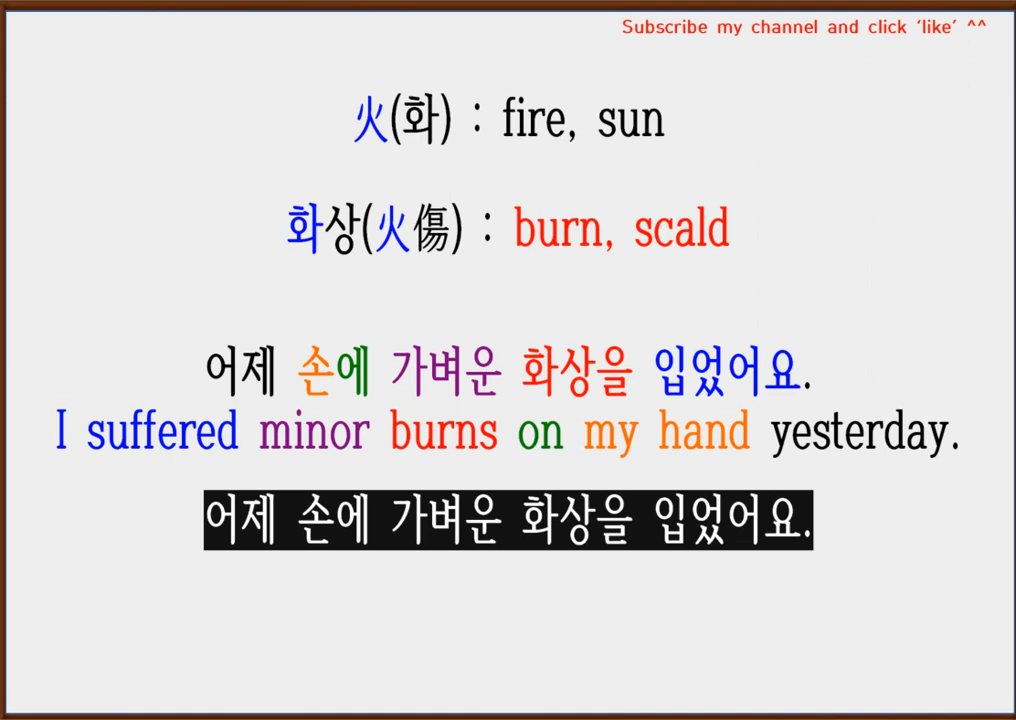 Subscribe my channel and click 'like' ^^
火(화) : fire, sun
화상(火傷) : burn, scald
어제 손에 가벼운 화상을 입었어요.
I suffered minor burns on my hand yesterday.
어제 손에 가벼운 화상을 입었어요.